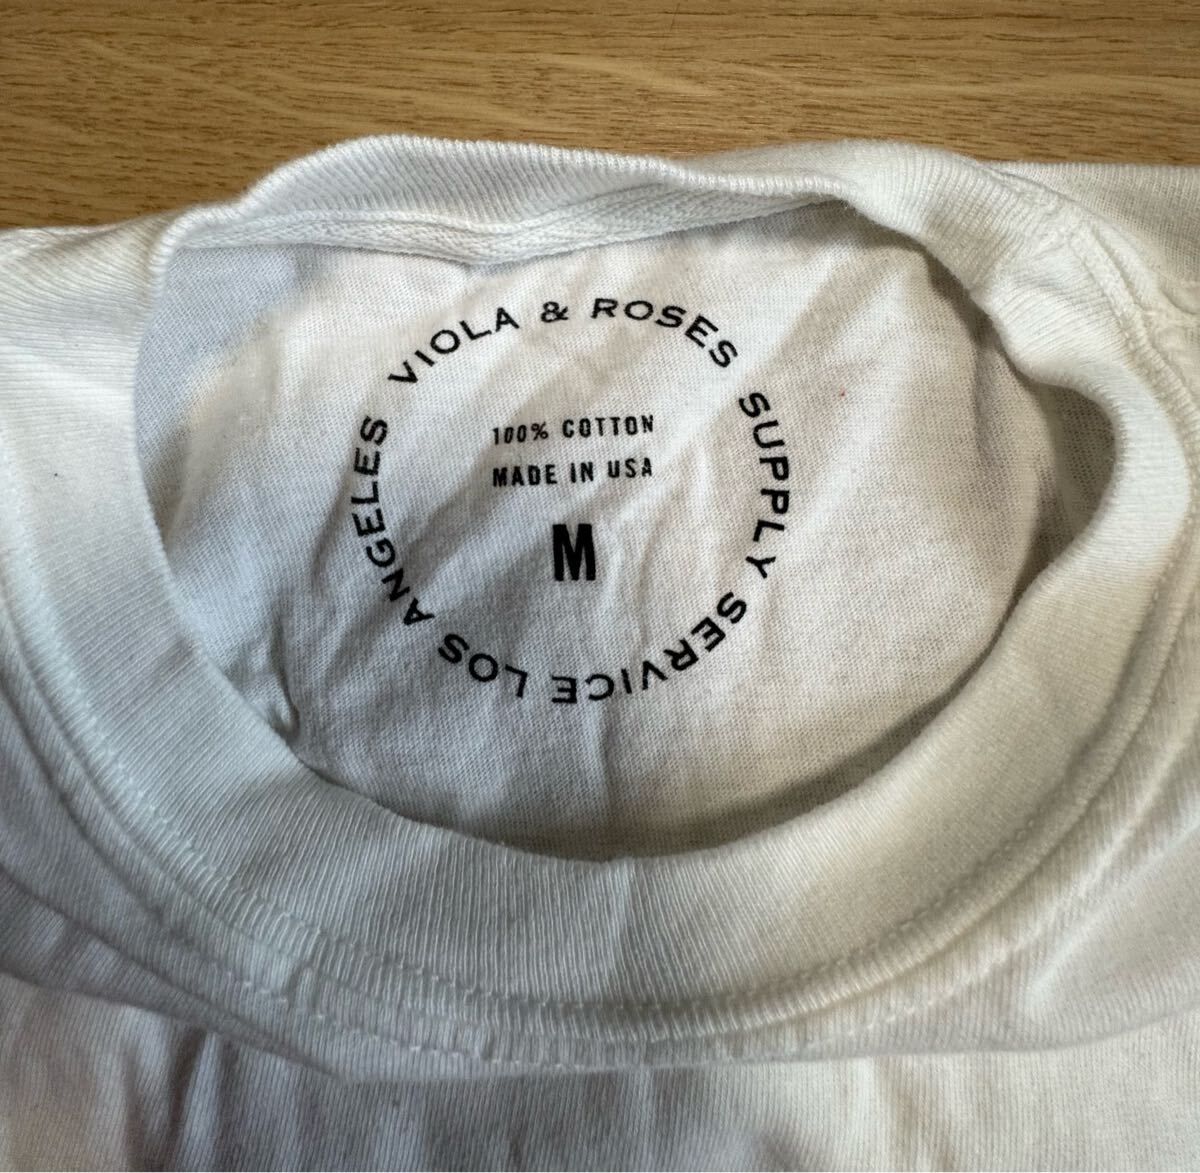 VIOLA & ROSES SUPPLY SERVICE LOS ANGELES
100% COTTON
MADE IN USA
M